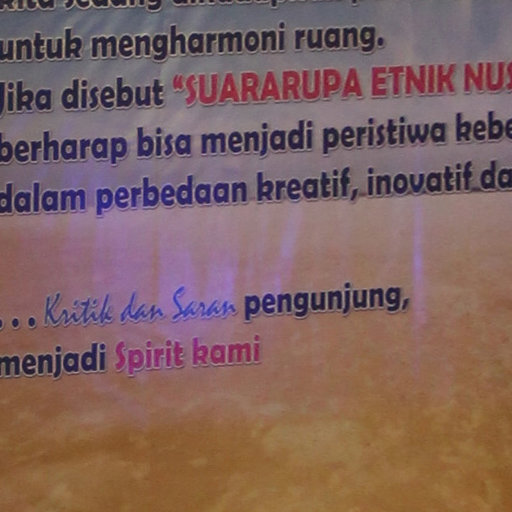 untuk mengharmoni ruang.
Jika disebut "SUARARUPA ETNIK NUS
berharap bisa menjadi peristiwa kebe
dalam perbedaan kreatif, inovatif da
... Kritik dan Saran pengunjung,
menjadi Spirit kami